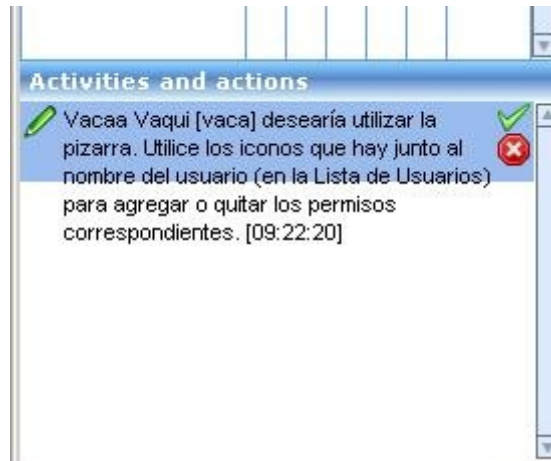 Activities and actions
Vacaa Vaqui [vaca] desearía utilizar la
pizarra. Utilice los iconos que hay junto al
nombre del usuario (en la Lista de Usuarios)
para agregar o quitar los permisos
correspondientes. [09:22:20]